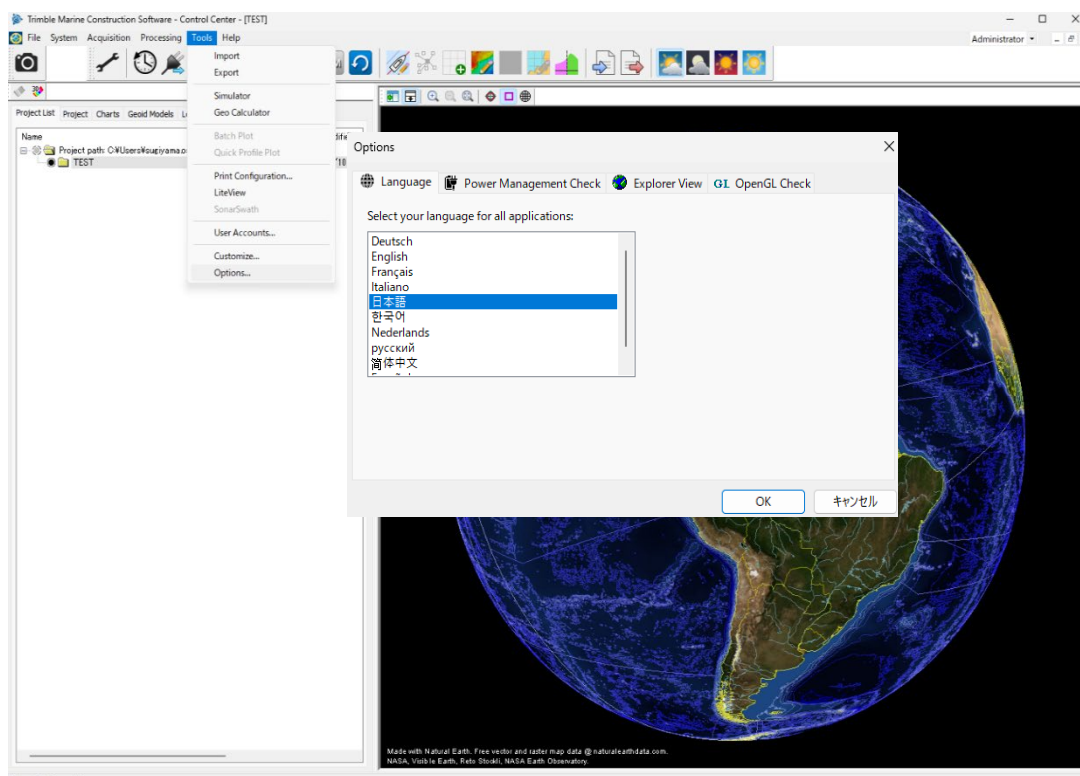 Trimble Marine Construction Software - Control Center - [TEST]
File System Acquisition Processing Tools Help
Administrator
Import
Export
Simulator
Geo Calculator
Batch Plot
Quick Profile Plot
Print Configuration...
LiteView
SonarSwath
User Accounts...
Customize...
Options...
Project List Project Charts Geoid Models
Name
Project path: C:¥Users¥sugiyama.o
TEST
Options
Language Power Management Check Explorer View GL OpenGL Check
Select your language for all applications:
Deutsch
English
Français
Italiano
日本語
한국어
Nederlands
русский
简体中文
OK キャンセル
Made with Natural Earth. Free vector and raster map data @ naturalearthdata.com.
NASA, Visible Earth, Reto Stockli, NASA Earth Observatory.